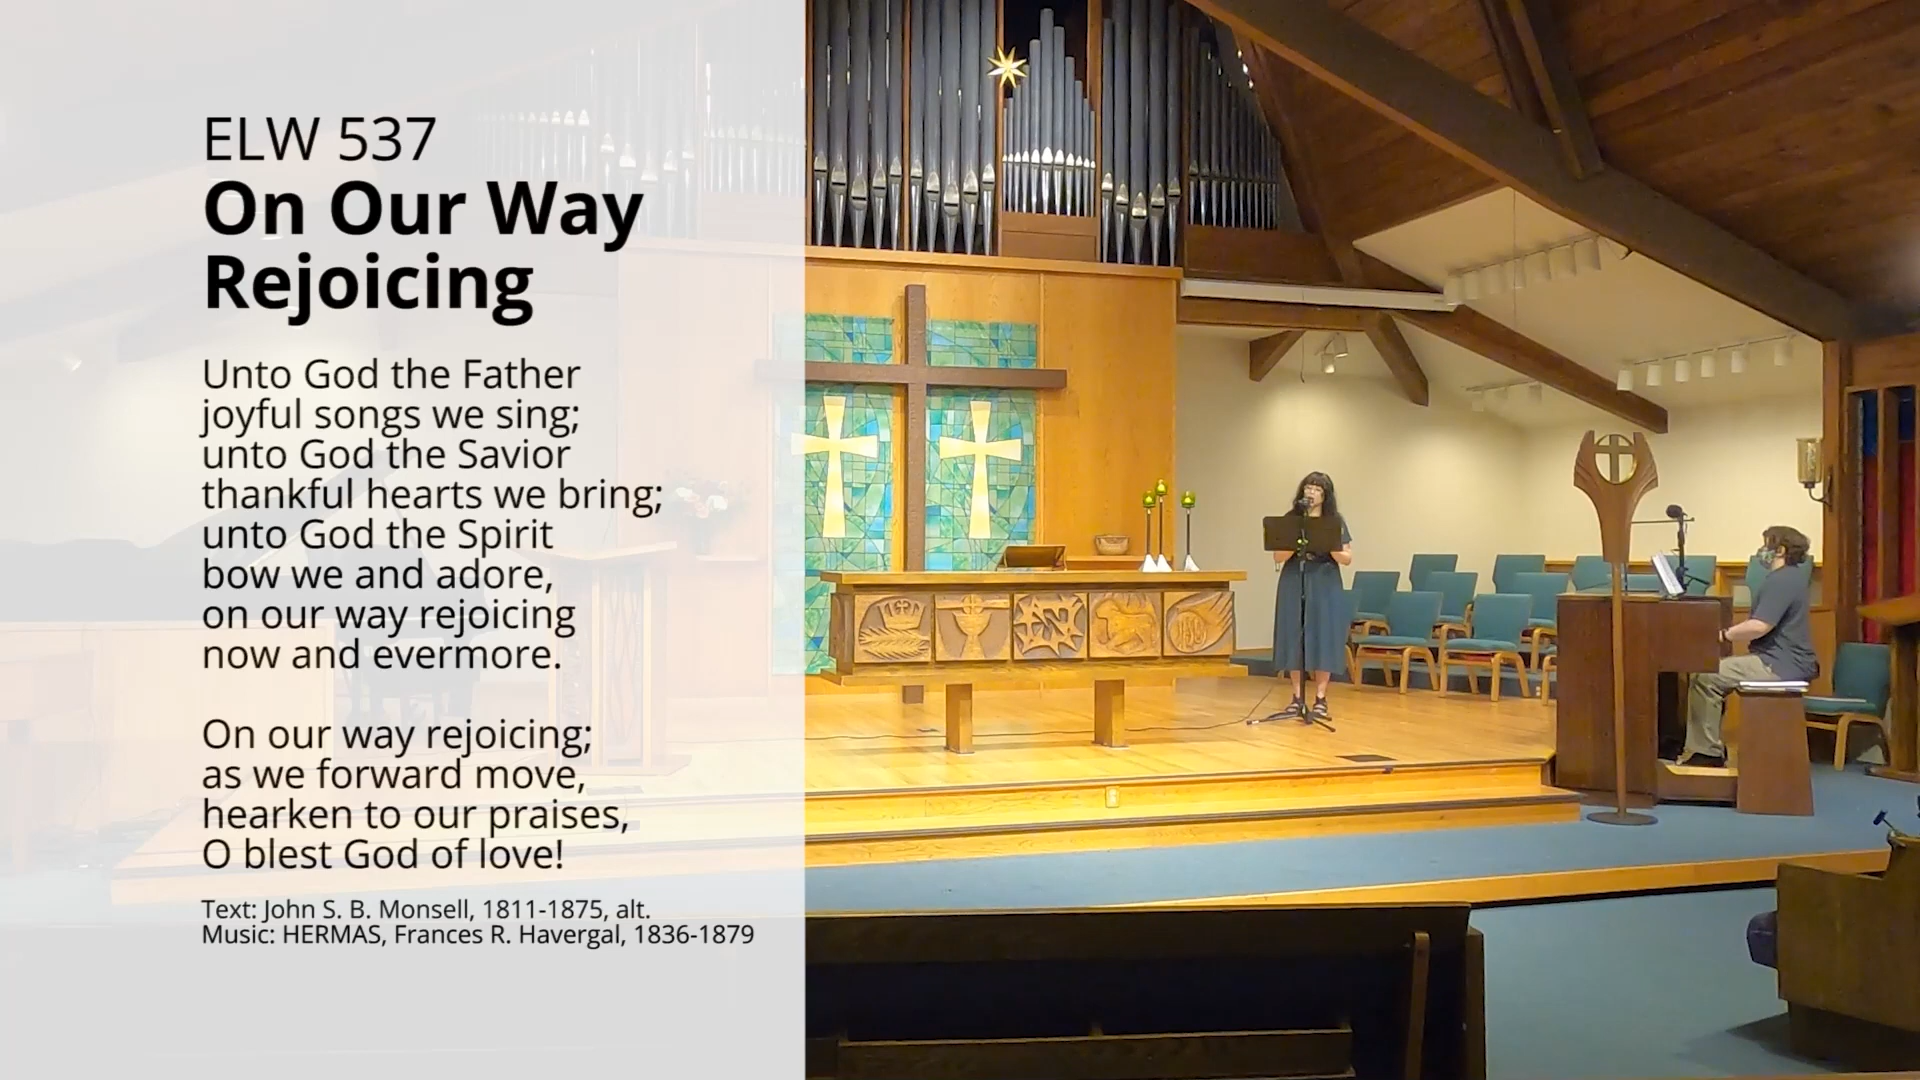 ELW 537
On Our Way
Rejoicing
Unto God the Father
joyful songs we sing;
unto God the Savior
thankful hearts we bring;
unto God the Spirit
bow we and adore,
on our way rejoicing
now and evermore.
On our way rejoicing;
as we forward move,
hearken to our praises,
O blest God of love!
Text: John S. B. Monsell, 1811-1875, alt.
Music: HERMAS, Frances R. Havergal, 1836-1879